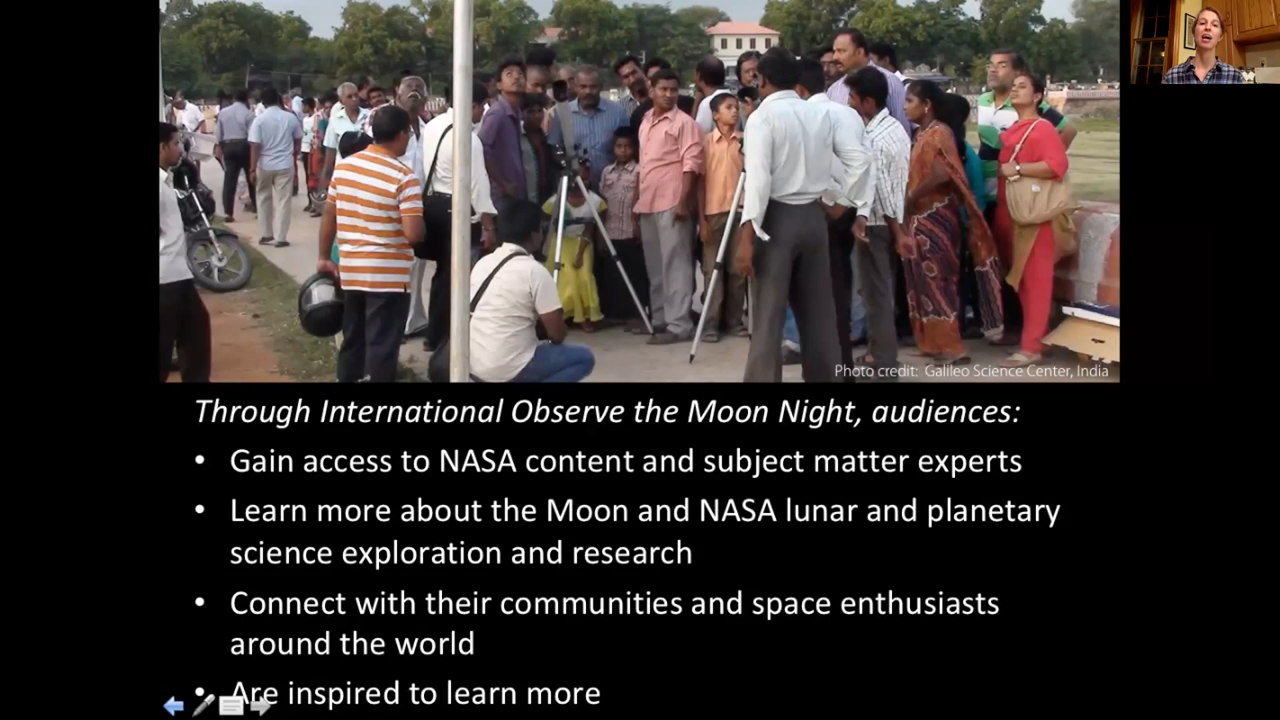 Photo credit: Galileo Science Center, India
Through International Observe the Moon Night, audiences:
• Gain access to NASA content and subject matter experts
• Learn more about the Moon and NASA lunar and planetary
science exploration and research
• Connect with their communities and space enthusiasts
around the world
• Are inspired to learn more